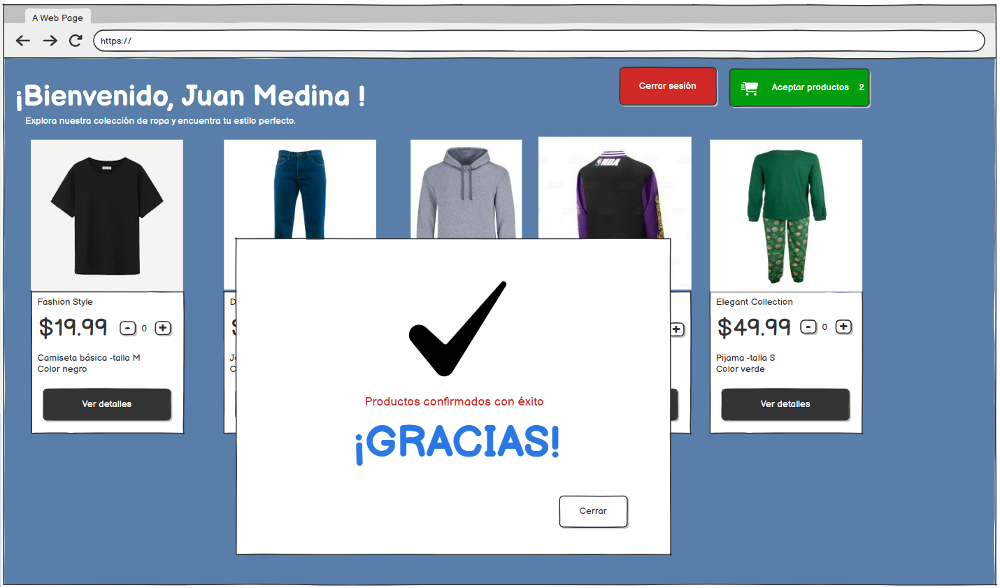 A Web Page
https://
Cerrar sesión
Aceptar productos 2
¡Bienvenido, Juan Medina !
Explora nuestra colección de ropa y encuentra tu estilo perfecto.
NBA
Fashion Style
$19.99 - 0 +
Camiseta básica -talla M
Color negro
Ver detalles
+
Elegant Collection
$49.99 - 0 +
Pijama -talla S
Color verde
Ver detalles
Productos confirmados con éxito
¡GRACIAS!
Cerrar